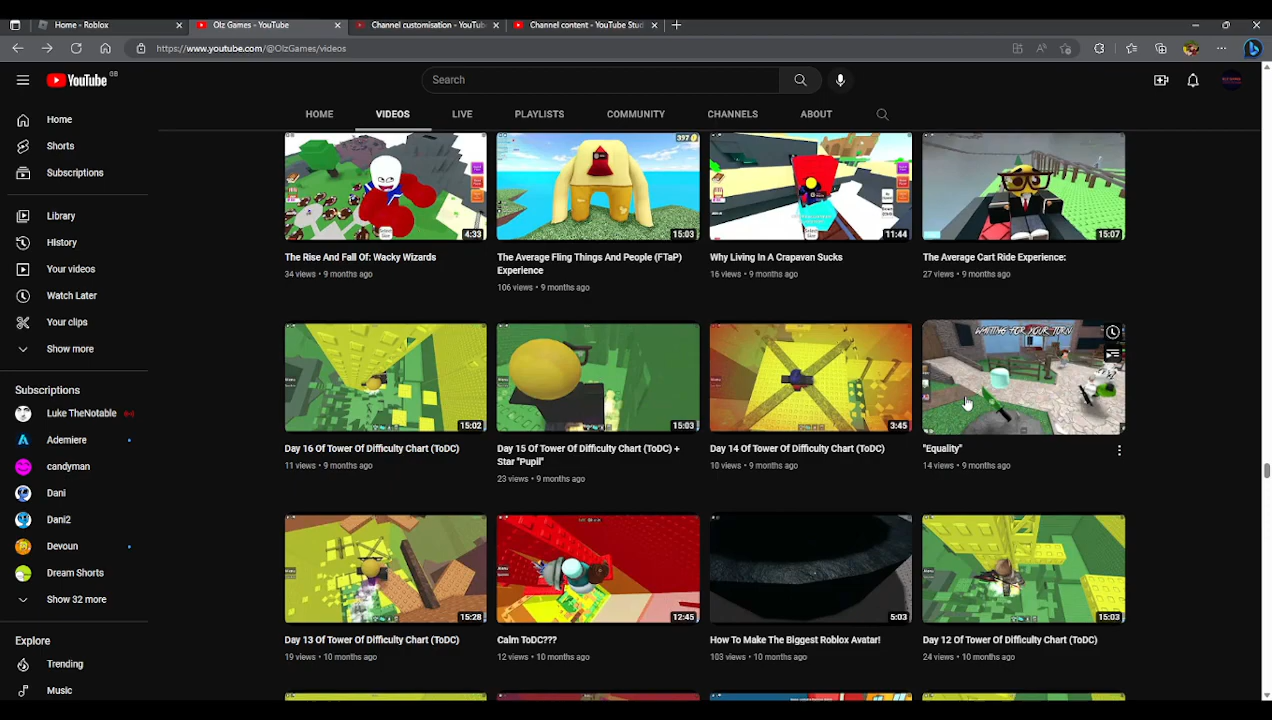 Home - Roblox
Olz Games - YouTube
Channel customisation - YouTub
Channel content - YouTube Stud
https://www.youtube.com/@OlzGames/videos
YouTube GB
Search
HOME
VIDEOS
LIVE
PLAYLISTS
COMMUNITY
CHANNELS
ABOUT
Home
Shorts
Subscriptions
Library
History
Your videos
Watch Later
Your clips
Show more
Subscriptions
Luke TheNotable
Ademiere
candyman
Dani
Dani2
Devoun
Dream Shorts
Show 32 more
Explore
Trending
Music
4:33
The Rise And Fall Of: Wacky Wizards
34 views • 9 months ago
397
15:03
The Average Fling Things And People (FTaP)
Experience
106 views • 9 months ago
11:44
Why Living In A Crapavan Sucks
16 views • 9 months ago
15:07
The Average Cart Ride Experience:
27 views • 9 months ago
15:02
Day 16 Of Tower Of Difficulty Chart (ToDC)
11 views • 9 months ago
15:03
Day 15 Of Tower Of Difficulty Chart (ToDC) +
Star "Pupil"
23 views • 9 months ago
3:45
Day 14 Of Tower Of Difficulty Chart (ToDC)
10 views • 9 months ago
WAITING FOR YOUR TURN
"Equality"
14 views • 9 months ago
15:28
Day 13 Of Tower Of Difficulty Chart (ToDC)
19 views • 10 months ago
12:45
Calm ToDC???
12 views • 10 months ago
5:03
How To Make The Biggest Roblox Avatar!
103 views • 10 months ago
15:03
Day 12 Of Tower Of Difficulty Chart (ToDC)
24 views • 10 months ago